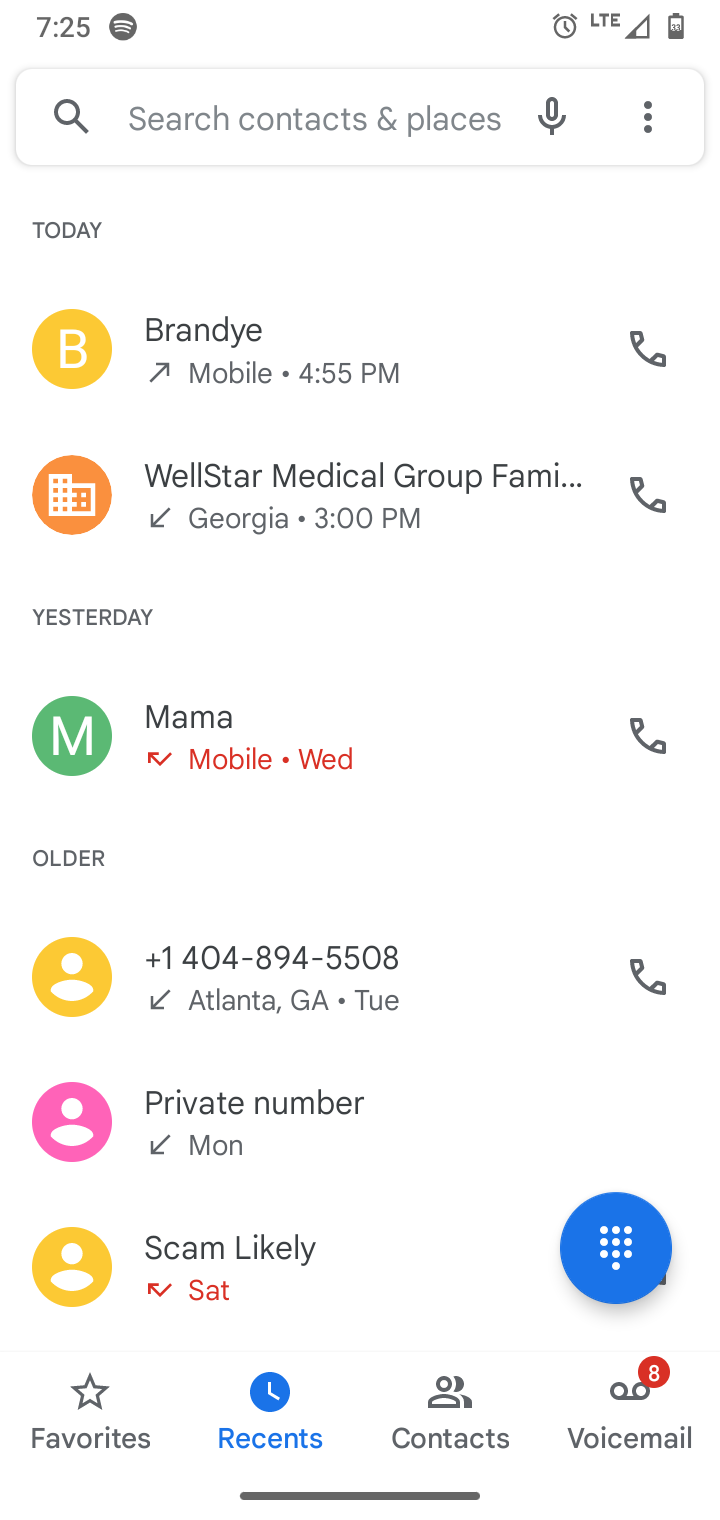 7:25
LTE
33
Search contacts & places
TODAY
B
Brandye
Mobile • 4:55 PM
WellStar Medical Group Fami...
Georgia • 3:00 PM
YESTERDAY
M
Mama
Mobile • Wed
OLDER
+1 404-894-5508
Atlanta, GA • Tue
Private number
Mon
Scam Likely
Sat
8
Favorites
Recents
Contacts
Voicemail